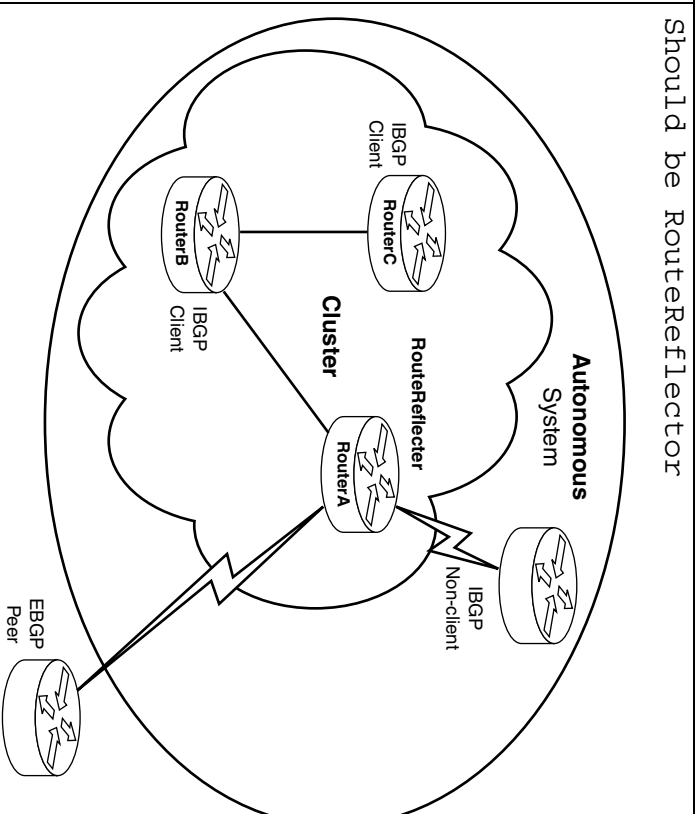 Should be RouteReflector
Autonomous
System
IBGP
Non-client
RouteReflecter
RouterA
Cluster
IBGP
Client
RouterC
RouterB
IBGP
Client
EBGP
Peer